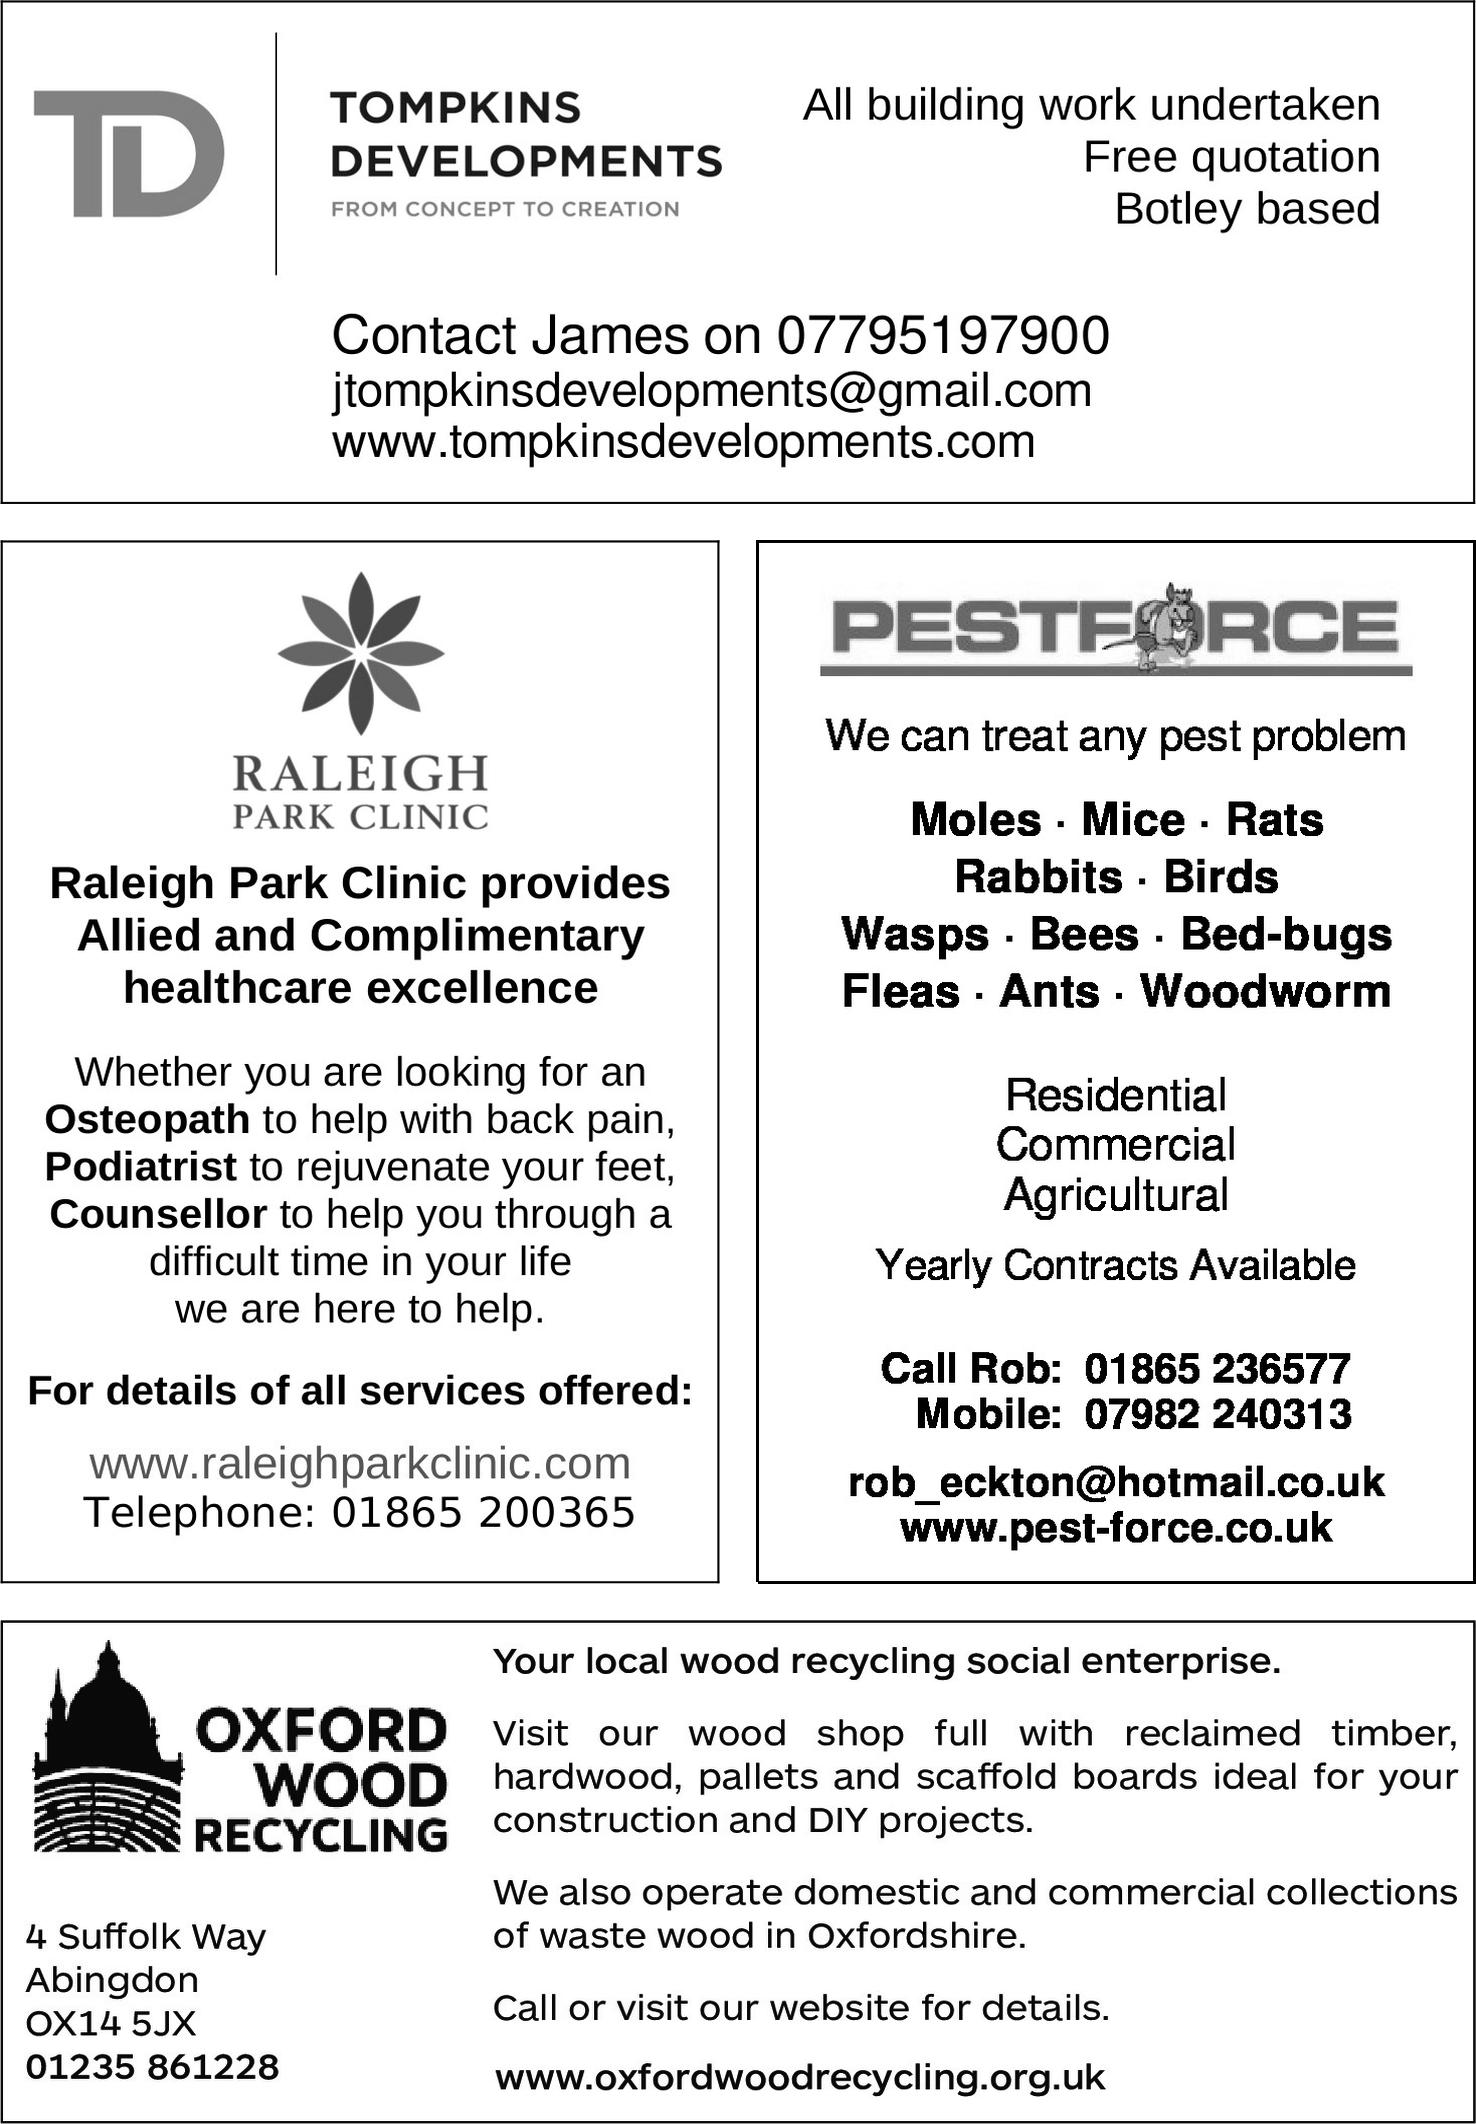 TD
TOMPKINS
DEVELOPMENTS
FROM CONCEPT TO CREATION
All building work undertaken
Free quotation
Botley based
Contact James on 07795197900
jtompkinsdevelopments@gmail.com
www.tompkinsdevelopments.com
RALEIGH
PARK CLINIC
Raleigh Park Clinic provides
Allied and Complimentary
healthcare excellence
Whether you are looking for an
Osteopath to help with back pain,
Podiatrist to rejuvenate your feet,
Counsellor to help you through a
difficult time in your life
we are here to help.
For details of all services offered:
www.raleighparkclinic.com
Telephone: 01865 200365
PESTFORCE
We can treat any pest problem
Moles · Mice · Rats
Rabbits · Birds
Wasps · Bees · Bed-bugs
Fleas · Ants · Woodworm
Residential
Commercial
Agricultural
Yearly Contracts Available
Call Rob: 01865 236577
Mobile: 07982 240313
rob_eckton@hotmail.co.uk
www.pest-force.co.uk
OXFORD
WOOD
RECYCLING
4 Suffolk Way
Abingdon
OX14 5JX
01235 861228
Your local wood recycling social enterprise.
Visit our wood shop full with reclaimed timber,
hardwood, pallets and scaffold boards ideal for your
construction and DIY projects.
We also operate domestic and commercial collections
of waste wood in Oxfordshire.
Call or visit our website for details.
www.oxfordwoodrecycling.org.uk